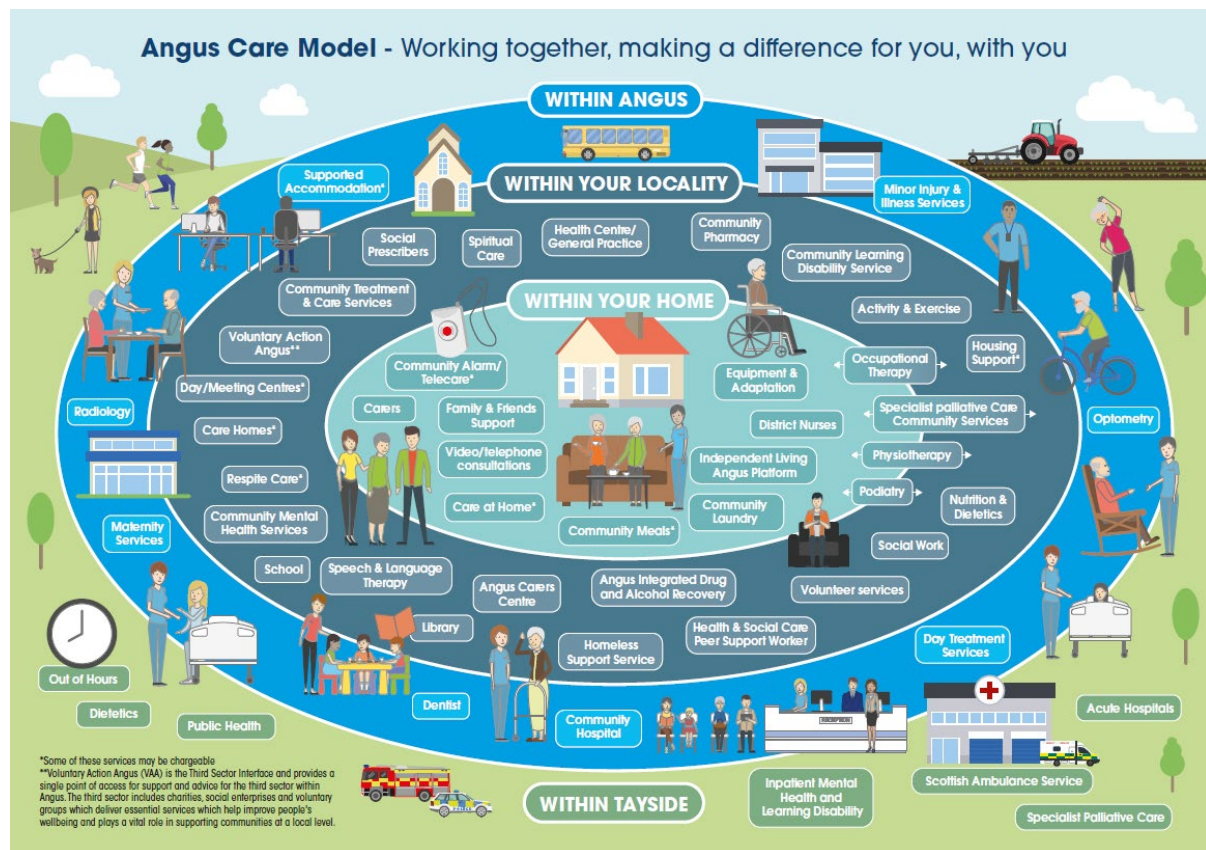 Angus Care Model - Working together, making a difference for you, with you
WITHIN ANGUS
WITHIN YOUR LOCALITY
Supported
Accommodation*
Minor Injury &
Illness Services
Social
Prescribers
Spiritual
Care
Health Centre/
General Practice
Community
Pharmacy
Community Learning
Disability Service
Community Treatment
& Care Services
WITHIN YOUR HOME
Activity & Exercise
Voluntary Action
Angus**
Community Alarm/
Telecare*
Equipment &
Adaptation
Occupational
Therapy
Housing
Support*
Day/Meeting Centres*
Radiology
Carers
Family & Friends
Support
District Nurses
Specialist palliative Care
Community Services
Optometry
Care Homes*
Video/telephone
consultations
Independent Living
Angus Platform
Physiotherapy
Respite Care*
Care at Home*
Community
Laundry
Podiatry
Nutrition &
Dietetics
Maternity
Services
Community Mental
Health Services
Community Meals*
Social Work
School
Speech & Language
Therapy
Angus Carers
Centre
Angus Integrated Drug
and Alcohol Recovery
Volunteer services
Library
Homeless
Support Service
Health & Social Care
Peer Support Worker
Day Treatment
Services
Out of Hours
Dietetics
Public Health
Dentist
Community
Hospital
RECEPTION
Acute Hospitals
*Some of these services may be chargeable
**Voluntary Action Angus (VAA) is the Third Sector Interface and provides a
single point of access for support and advice for the third sector within
Angus. The third sector includes charities, social enterprises and voluntary
groups which deliver essential services which help improve people's
wellbeing and plays a vital role in supporting communities at a local level.
WITHIN TAYSIDE
Inpatient Mental
Health and
Learning Disability
Scottish Ambulance Service
Specialist Palliative Care